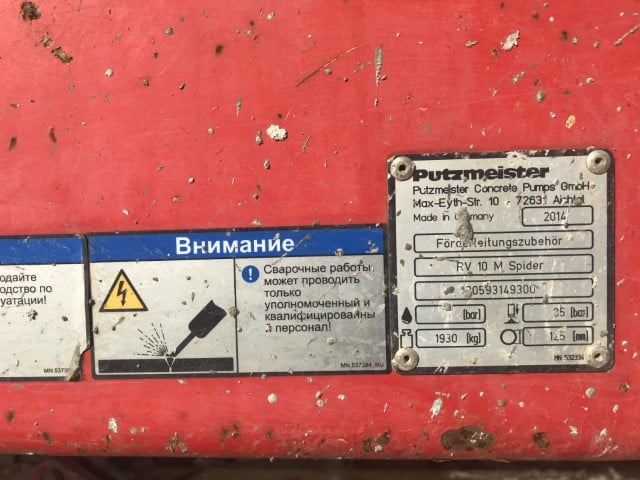 одайте
одство по
уатации!
MN 5373
Внимание
! Сварочные работы,
может проводить
только
уполномоченный и
квалифицированны
й персонал!
MN 537384_RU
Putzmeister
Putzmeister Concrete Pumps GmbH
Max-Eyth-Str. 10 72631 Aichtal
Made in Germany 2014
Förderleitungszubehör
RV 10 M Spider
[bar] 85 [bar]
1930 [kg] 125 [mm]
MN 532334